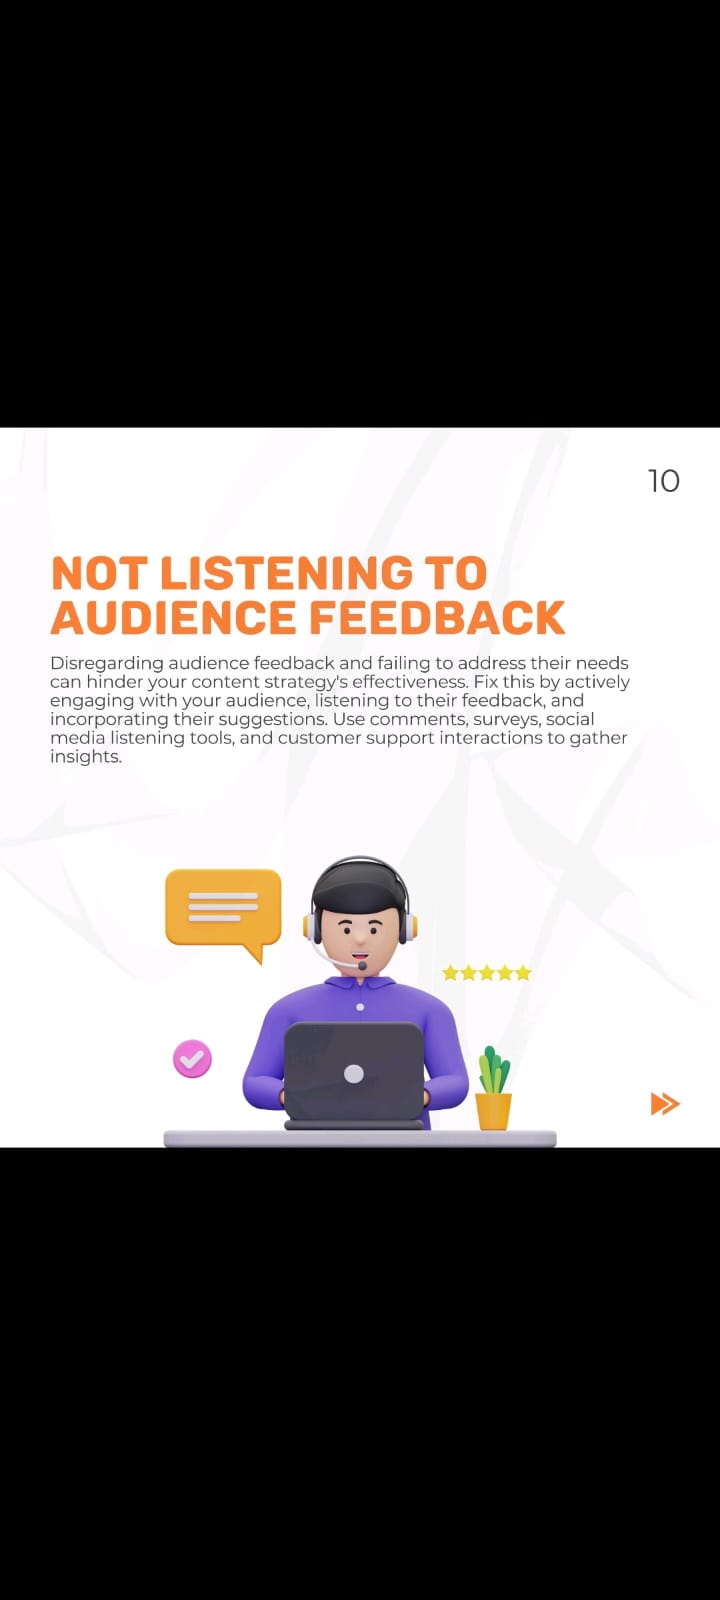 10
NOT LISTENING TO
AUDIENCE FEEDBACK
Disregarding audience feedback and failing to address their needs
can hinder your content strategy's effectiveness. Fix this by actively
engaging with your audience, listening to their feedback, and
incorporating their suggestions. Use comments, surveys, social
media listening tools, and customer support interactions to gather
insights.